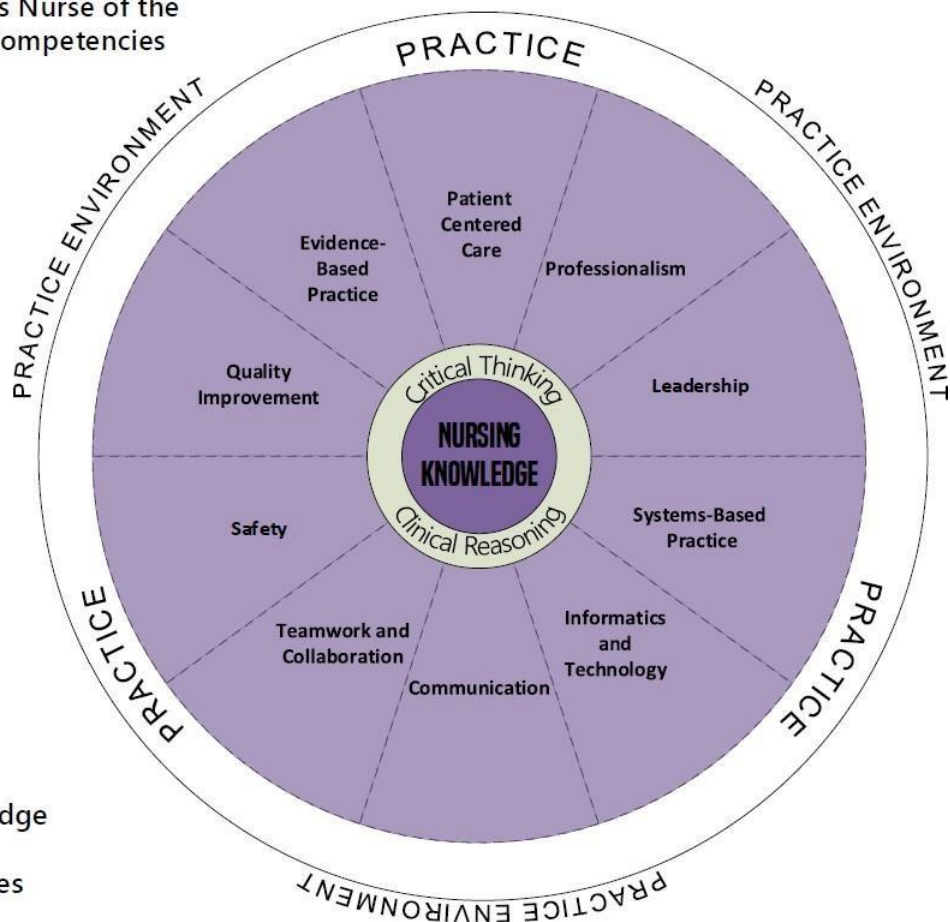 s Nurse of the
ompetencies
PRACTICE
PRACTICE ENVIRONMENT
PRACTICE ENVIRONMENT
Patient
Centered
Care
Evidence-
Based
Practice
Professionalism
Quality
Improvement
Leadership
Critical Thinking
NURSING
KNOWLEDGE
Clinical Reasoning
Safety
Systems-Based
Practice
Teamwork and
Collaboration
Informatics
and
Technology
Communication
PRACTICE
PRACTICE
dge
es
PRACTICE ENVIRONMENT